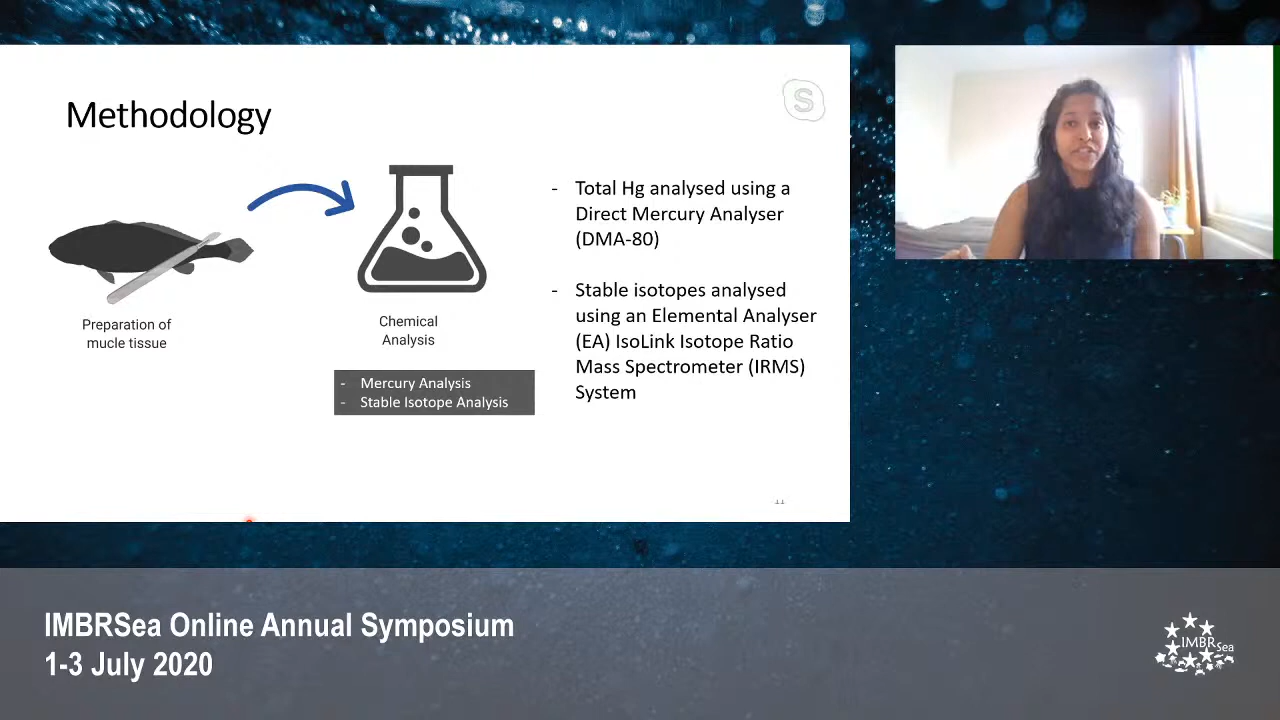 Methodology
S
Preparation of
mucle tissue
Chemical
Analysis
- Mercury Analysis
- Stable Isotope Analysis
- Total Hg analysed using a
Direct Mercury Analyser
(DMA-80)
- Stable isotopes analysed
using an Elemental Analyser
(EA) IsoLink Isotope Ratio
Mass Spectrometer (IRMS)
System
11
IMBRSea Online Annual Symposium
1-3 July 2020
IMBRSea